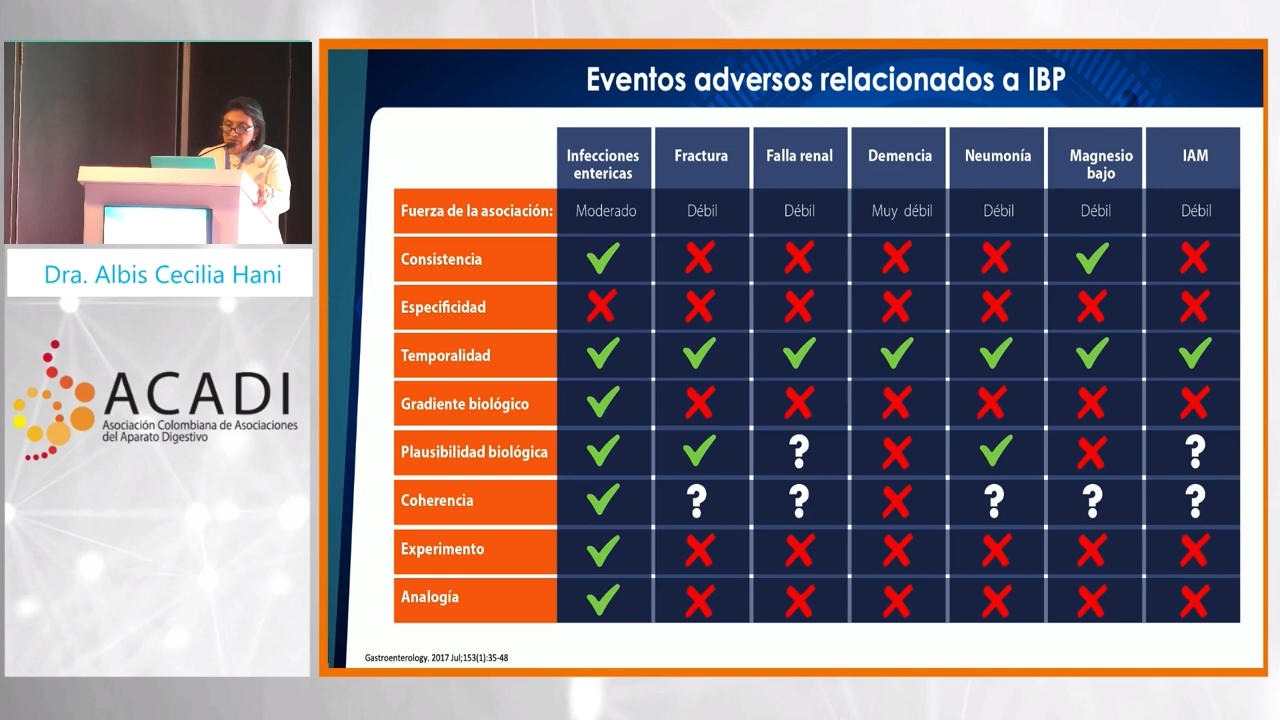 Eventos adversos relacionados a IBP
Infecciones
entericas
Fractura
Falla renal
Demencia
Neumonía
Magnesio
bajo
IAM
Fuerza de la asociación:
Moderado
Débil
Débil
Muy débil
Débil
Débil
Débil
Consistencia
Especificidad
Temporalidad
Gradiente biológico
Plausibilidad biológica
?
?
Coherencia
?
?
?
?
?
Experimento
Analogía
Gastroenterology. 2017 Jul;153(1):35-48
Dra. Albis Cecilia Hani
ACADI
Asociación Colombiana de Asociaciones
del Aparato Digestivo